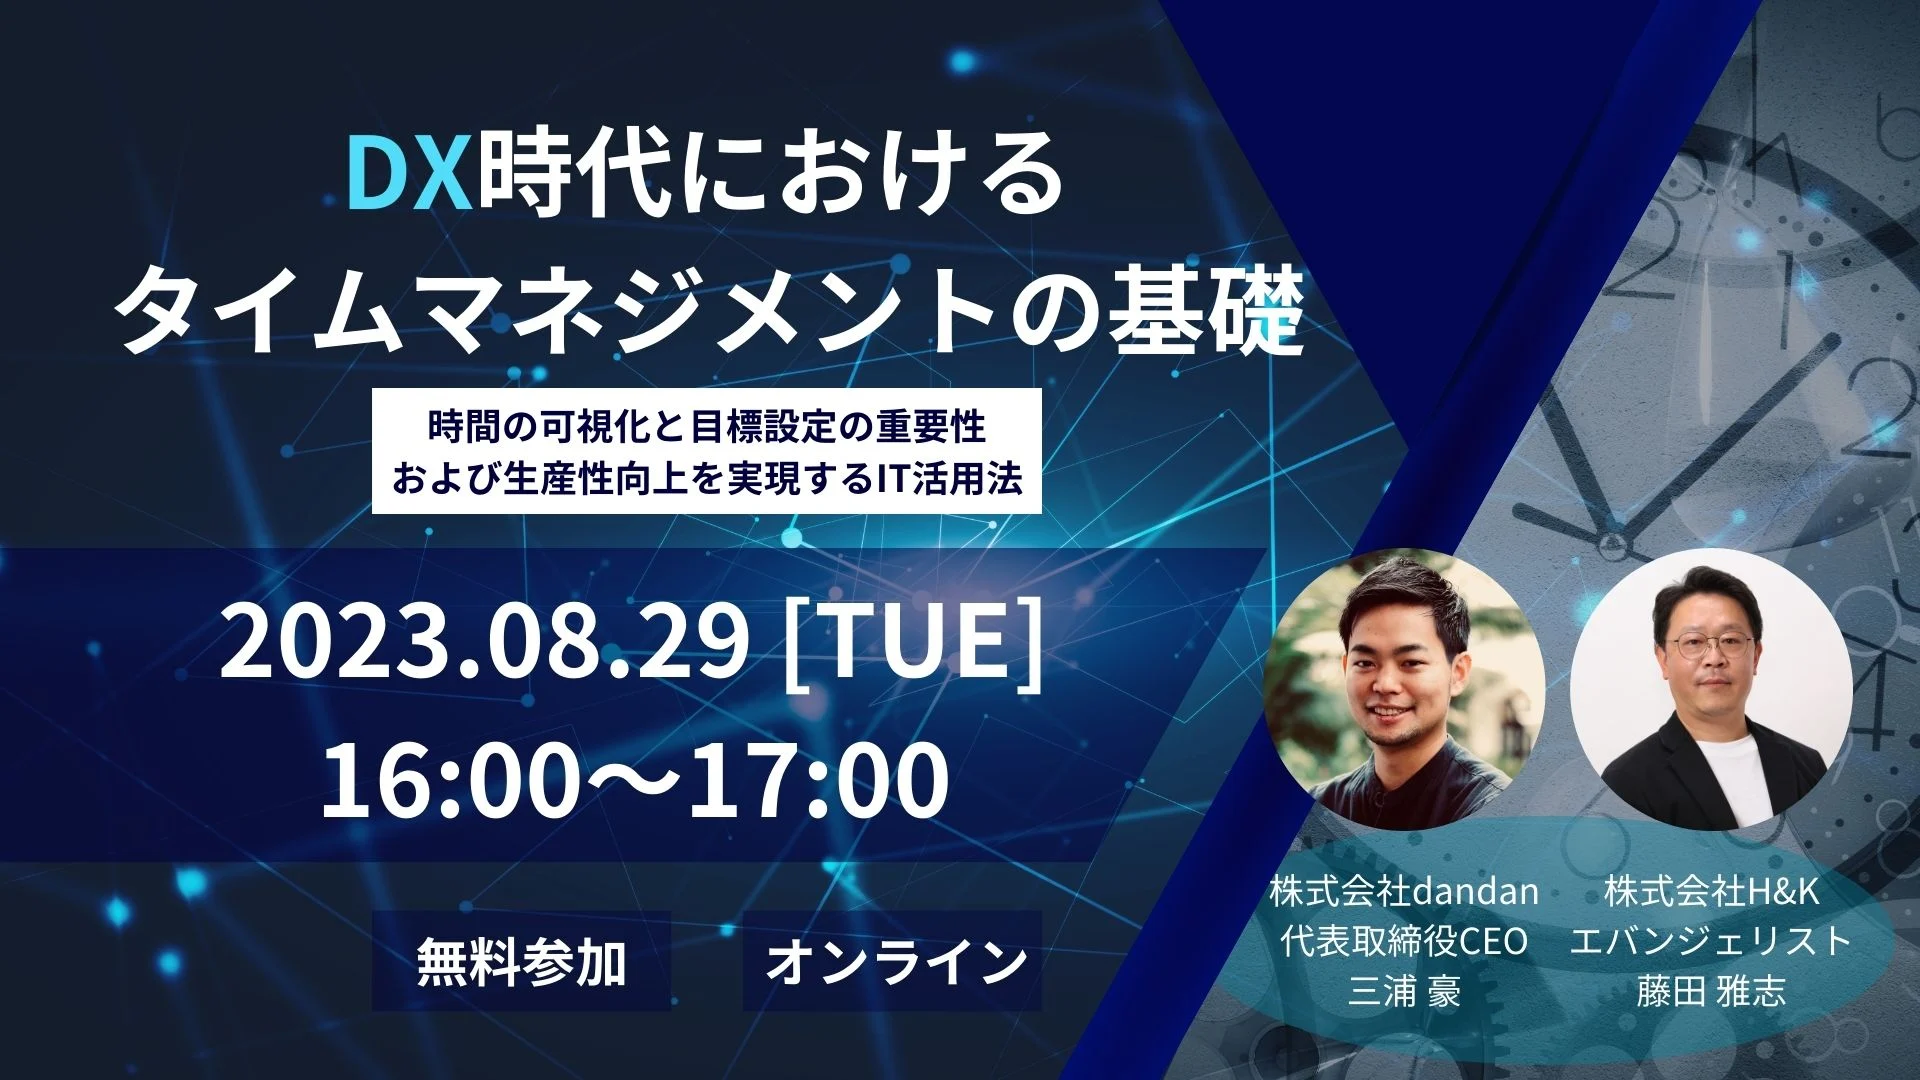 DX時代における
タイムマネジメントの基礎
時間の可視化と目標設定の重要性
および生産性向上を実現するIT活用法
2023.08.29 [TUE]
16:00〜17:00
無料参加
オンライン
株式会社dandan
代表取締役CEO
三浦 豪
株式会社H&K
エバンジェリスト
藤田 雅志